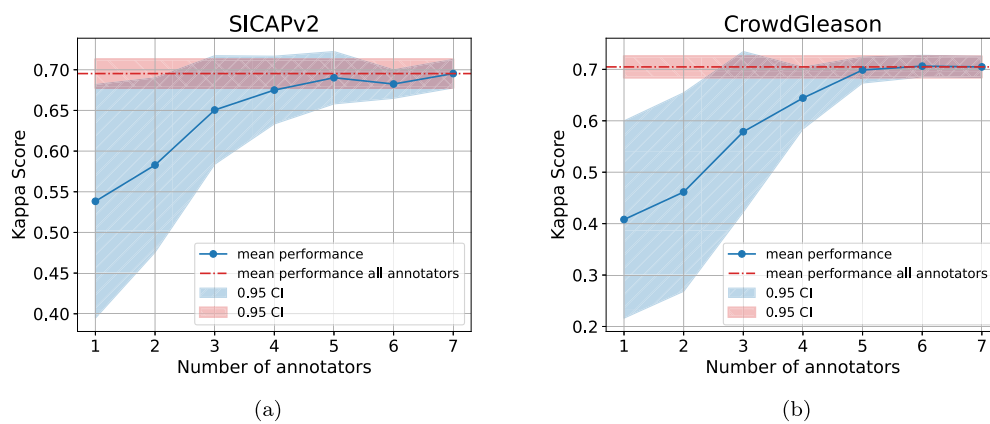 SICAPv2
0.70
0.65
0.60
0.55
0.50
0.45
0.40
Kappa Score
mean performance
mean performance all annotators
0.95 CI
0.95 CI
1 2 3 4 5 6 7
Number of annotators
(a)
CrowdGleason
0.7
0.6
0.5
0.4
0.3
0.2
Kappa Score
mean performance
mean performance all annotators
0.95 CI
0.95 CI
1 2 3 4 5 6 7
Number of annotators
(b)